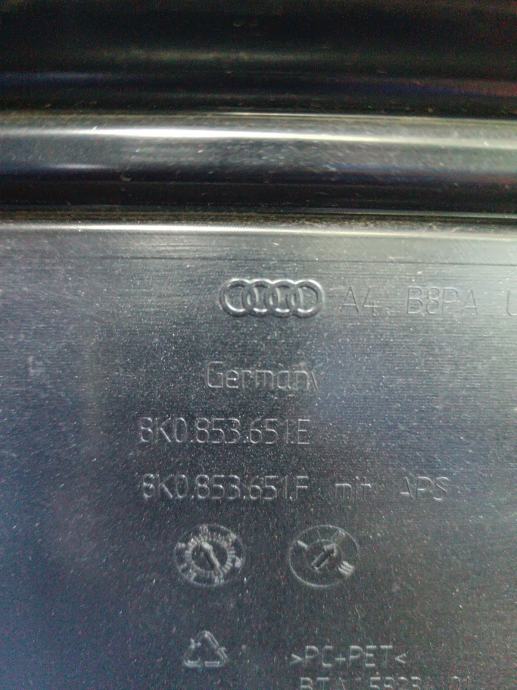 A4 B8PA U
Germany
8K0.853.651.E
8K0.853.651.F mit APS
>PC+PET<